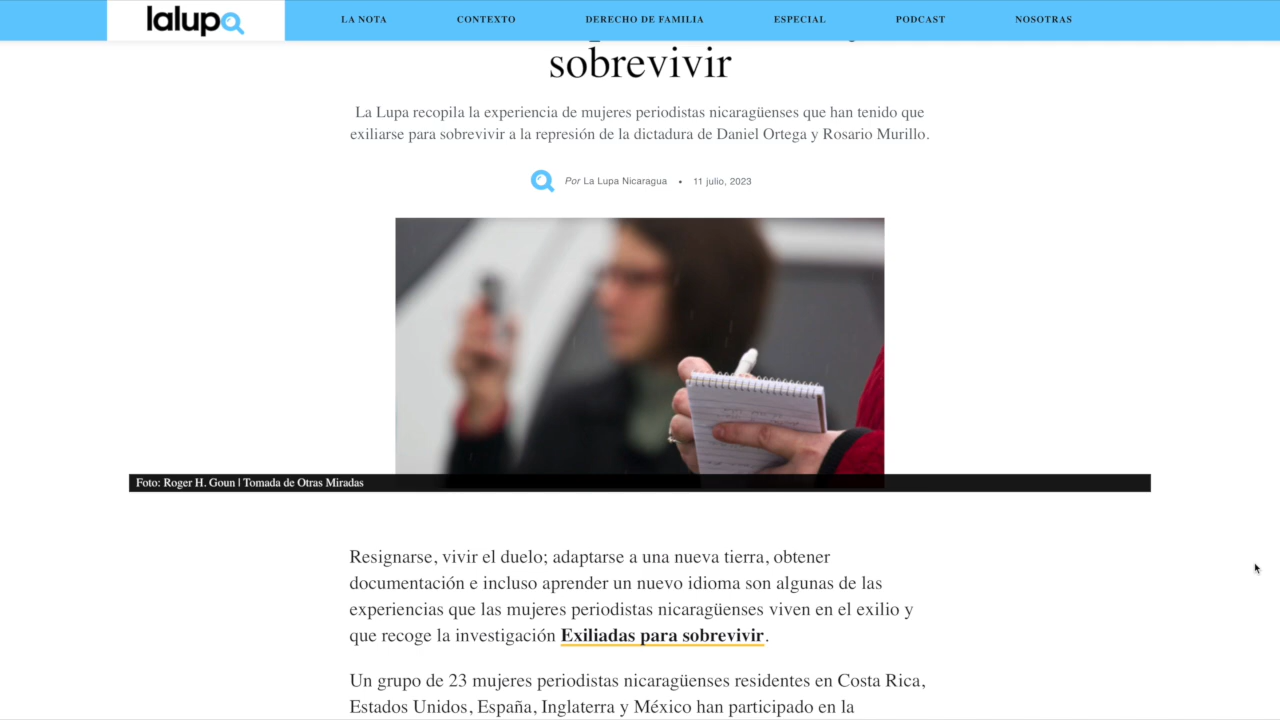 lalupa
LA NOTA
CONTEXTO
DERECHO DE FAMILIA
ESPECIAL
PODCAST
NOSOTRAS
sobrevivir
La Lupa recopila la experiencia de mujeres periodistas nicaragüenses que han tenido que
exiliarse para sobrevivir a la represión de la dictadura de Daniel Ortega y Rosario Murillo.
Por La Lupa Nicaragua • 11 julio, 2023
Foto: Roger H. Goun | Tomada de Otras Miradas
Resignarse, vivir el duelo; adaptarse a una nueva tierra, obtener
documentación e incluso aprender un nuevo idioma son algunas de las
experiencias que las mujeres periodistas nicaragüenses viven en el exilio y
que recoge la investigación Exiliadas para sobrevivir.
Un grupo de 23 mujeres periodistas nicaragüenses residentes en Costa Rica,
Estados Unidos, España, Inglaterra y México han participado en la